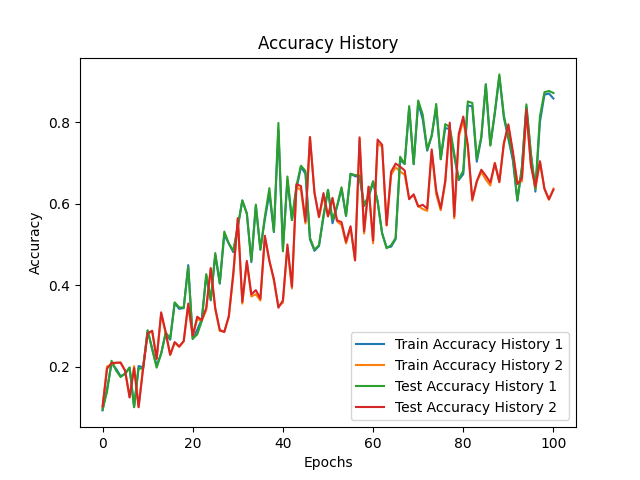 Accuracy History
Accuracy
0.8
0.6
0.4
0.2
0
20
40
60
80
100
Epochs
Train Accuracy History 1
Train Accuracy History 2
Test Accuracy History 1
Test Accuracy History 2